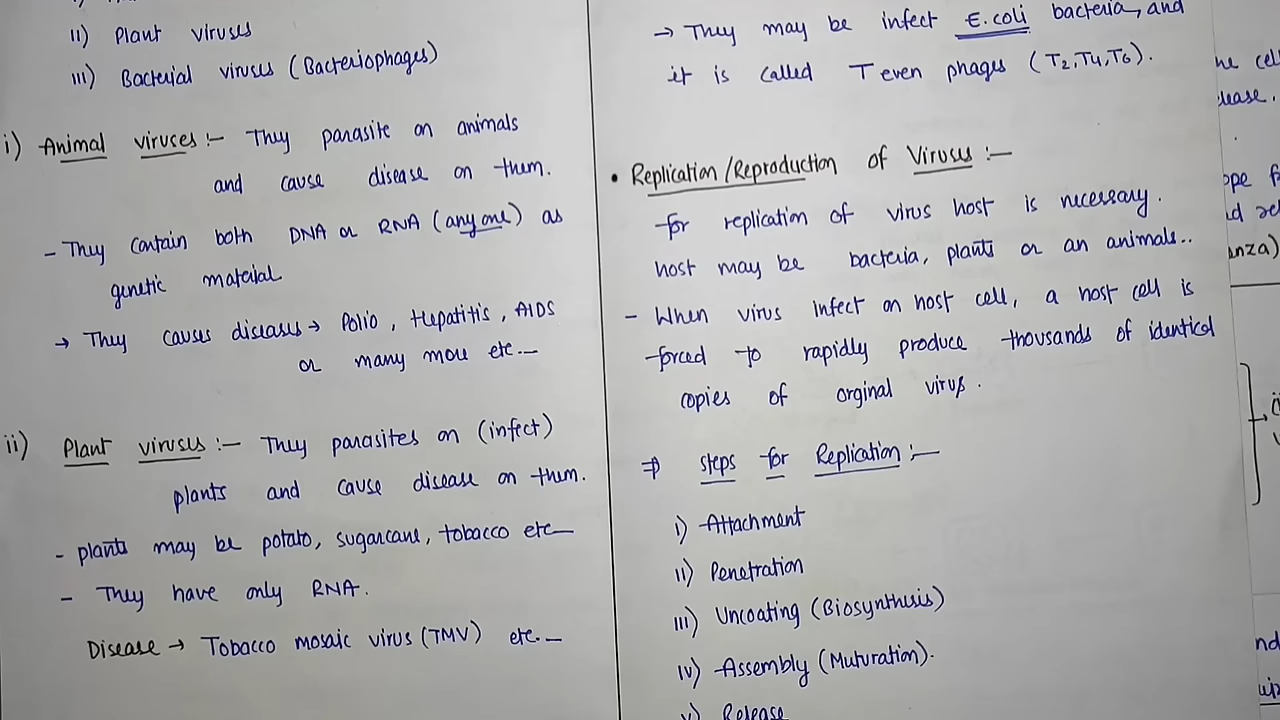 ii) Plant viruses
iii) Bacterial viruses (Bacteriophages)
i) Animal viruces :- They parasite on animals
and cause disease on them.
- They contain both DNA or RNA (any one) as
genetic material
→ They causes diseases → Polio, Hepatitis, AIDS
or many more etc.—
ii) Plant viruses :- They parasites on (infect)
plants and cause disease on them.
- plants may be potato, sugarcane, tobacco etc—
- They have only RNA.
Disease → Tobacco mosaic virus (TMV) etc.—
→ They may be infect E.coli bacteria, and
it is called T even phages (T2, T4, T6).
• Replication/Reproduction of Viruses :-
for replication of virus host is necessary.
host may be bacteria, plants or an animals..
- When virus infect on host cell, a host cell is
forced to rapidly produce thousands of identical
copies of orginal virus.
⇒ steps for Replication :-
i) Attachment
ii) Penetration
iii) Uncoating (Biosynthesis)
iv) Assembly (Muturation).
v) Release